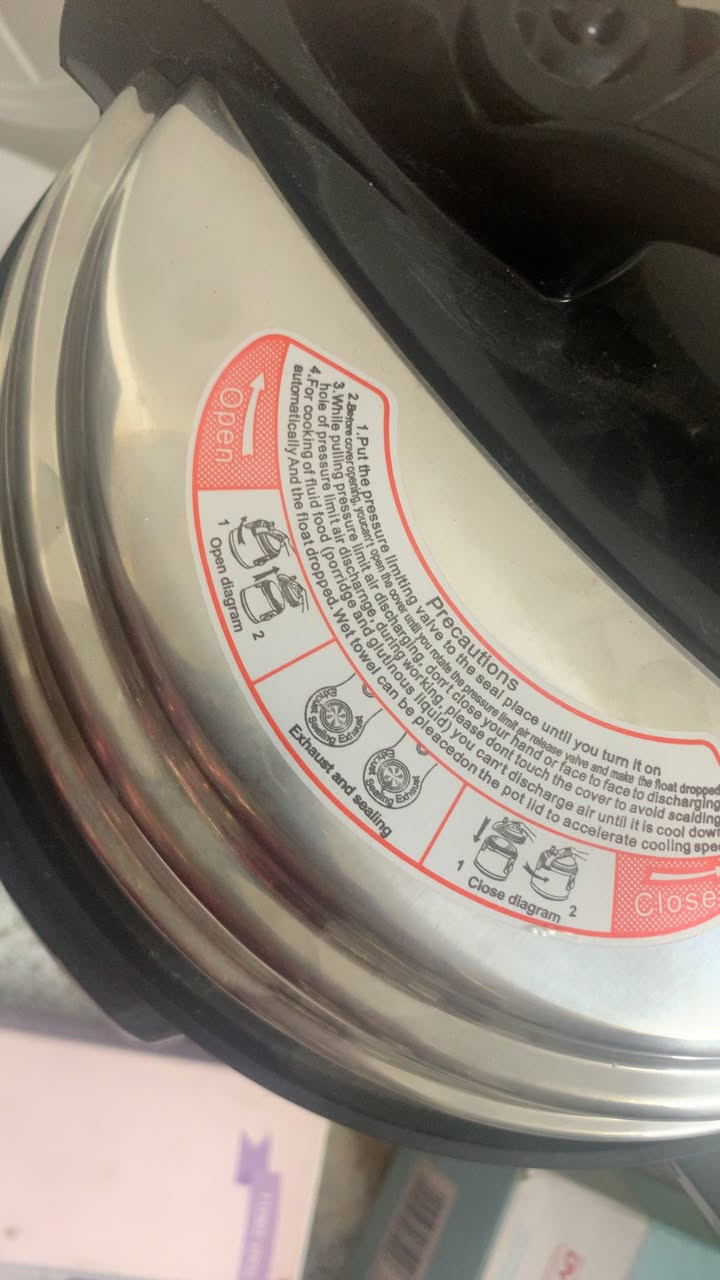 Precautions
1.Put the pressure limiting valve to the seal place until you turn it on
2.Before cover opening, youcan't open the cover until you rotate the pressure limit air release valve and make the float dropped
3.While pulling pressure limit air discharging, don't close your hand or face to face to discharging
hole of pressure limit air discharnge, during working, please dont touch the cover to avoid scalding
4.For cooking of fluid food (porridge and glutinous liquid) you can't discharge air until it is cool down
automatically And the float dropped.Wet towel can be pleacedon the pot lid to accelerate cooling
Open
1 2
Open diagram
Sealing Exhaust
Sealing Exhaust
Exhaust and sealing
1 2
Close diagram
Close